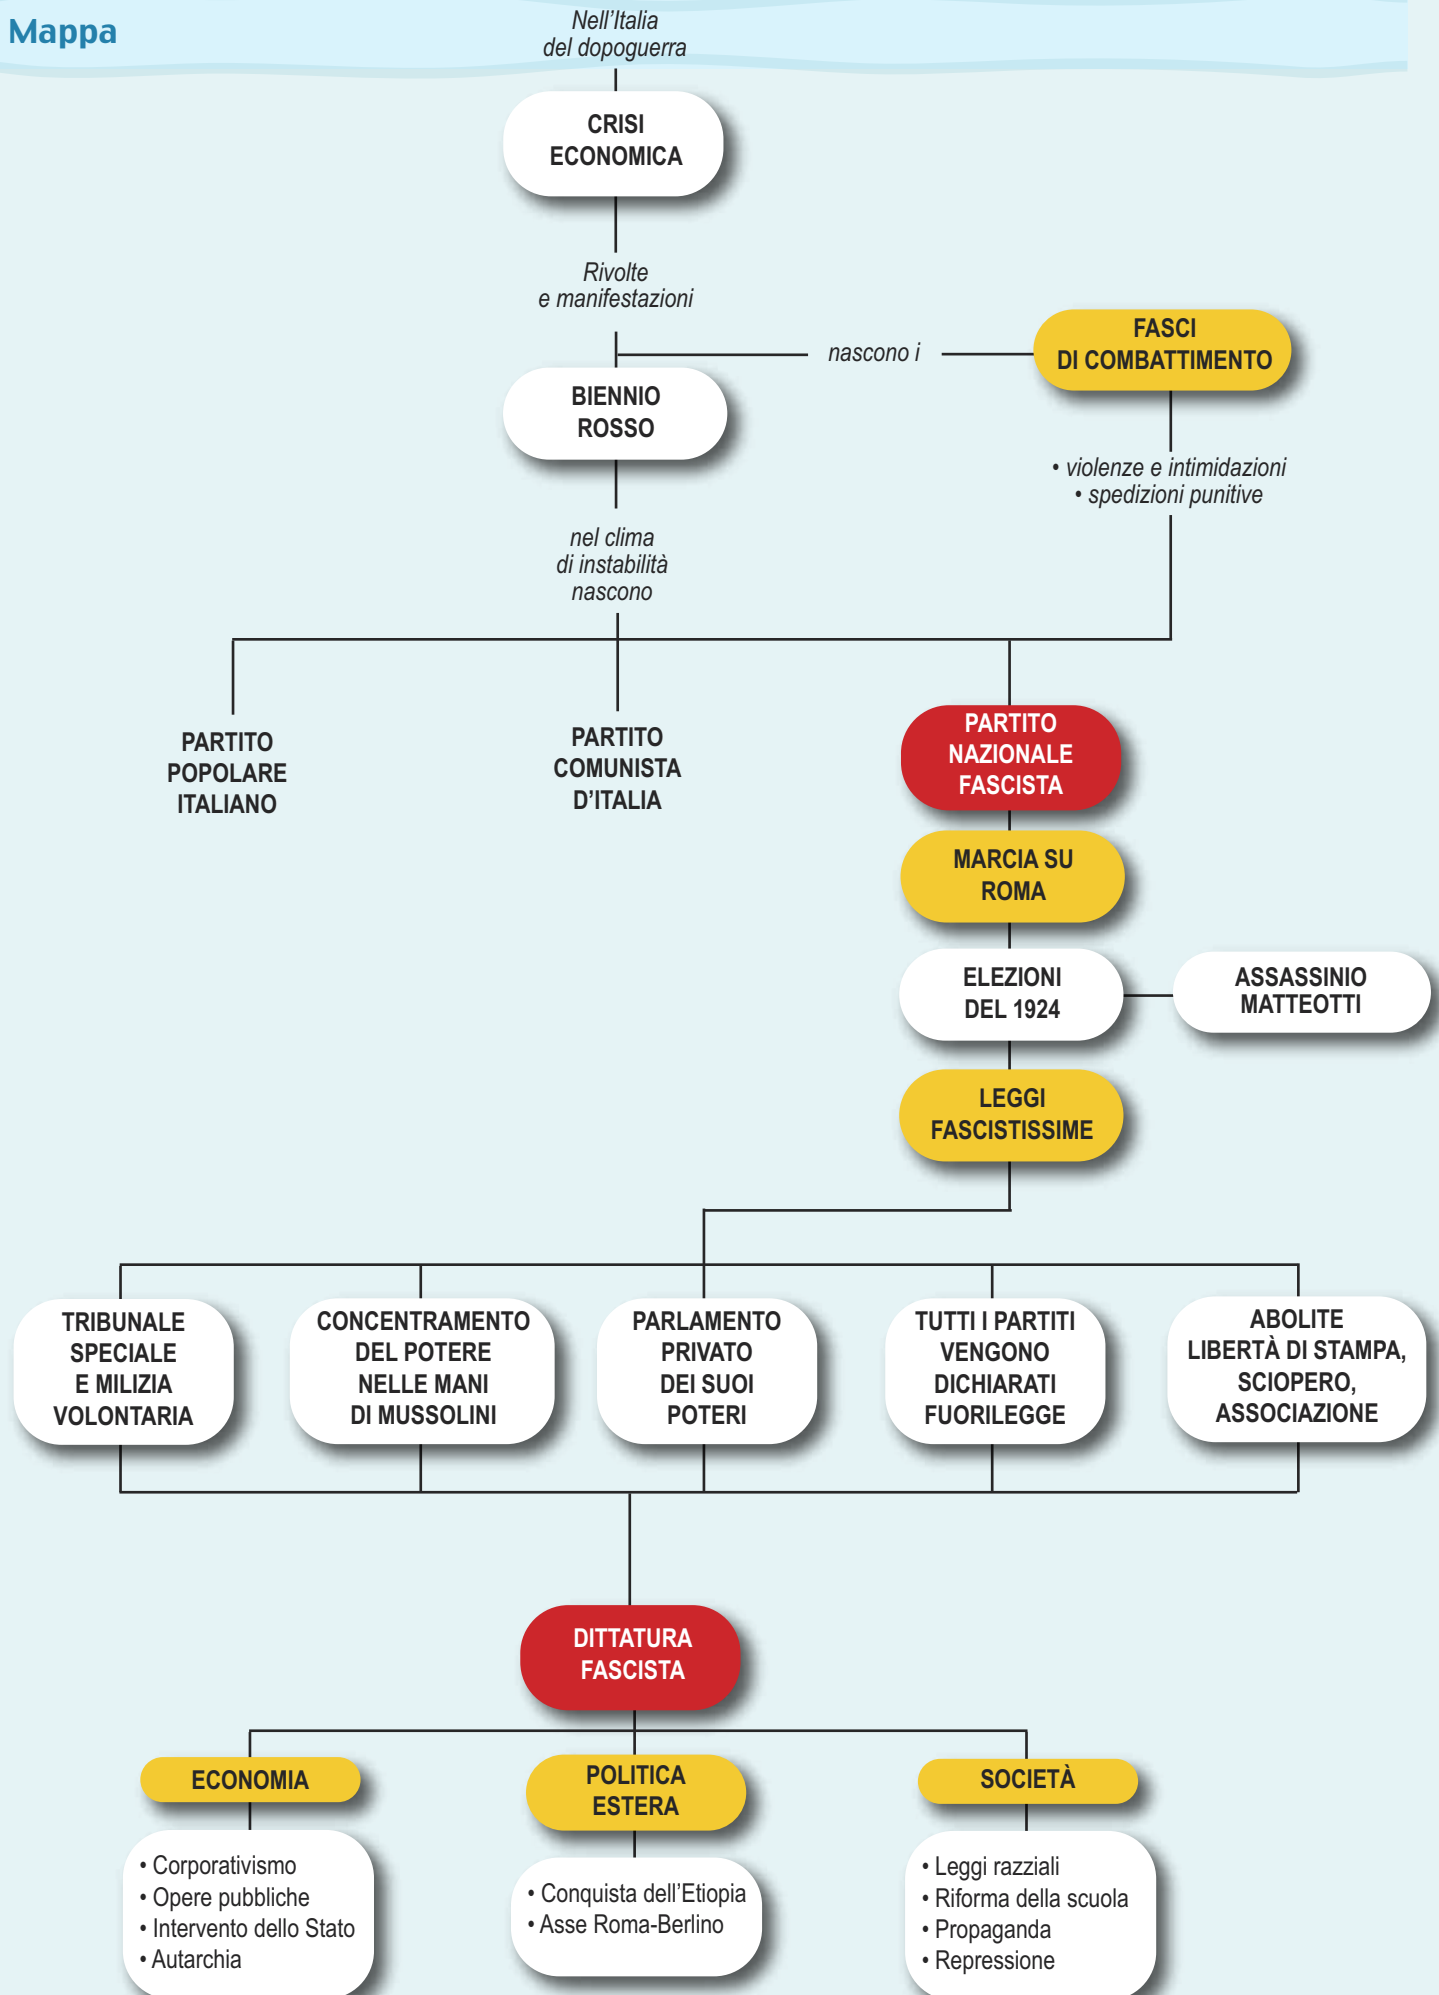 Mappa
Nell’Italia
del dopoguerra
CRISI
ECONOMICA
Rivolte
e manifestazioni
nascono i
FASCI
DI COMBATTIMENTO
BIENNIO
ROSSO
• violenze e intimidazioni
• spedizioni punitive
nel clima
di instabilità
nascono
PARTITO
POPOLARE
ITALIANO
PARTITO
COMUNISTA
D’ITALIA
PARTITO
NAZIONALE
FASCISTA
MARCIA SU
ROMA
ELEZIONI
DEL 1924
ASSASSINIO
MATTEOTTI
LEGGI
FASCISTISSIME
TRIBUNALE
SPECIALE
E MILIZIA
VOLONTARIA
CONCENTRAMENTO
DEL POTERE
NELLE MANI
DI MUSSOLINI
PARLAMENTO
PRIVATO
DEI SUOI
POTERI
TUTTI I PARTITI
VENGONO
DICHIARATI
FUORILEGGE
ABOLITE
LIBERTÀ DI STAMPA,
SCIOPERO,
ASSOCIAZIONE
DITTATURA
FASCISTA
ECONOMIA
• Corporativismo
• Opere pubbliche
• Intervento dello Stato
• Autarchia
POLITICA
ESTERA
• Conquista dell’Etiopia
• Asse Roma-Berlino
SOCIETÀ
• Leggi razziali
• Riforma della scuola
• Propaganda
• Repressione